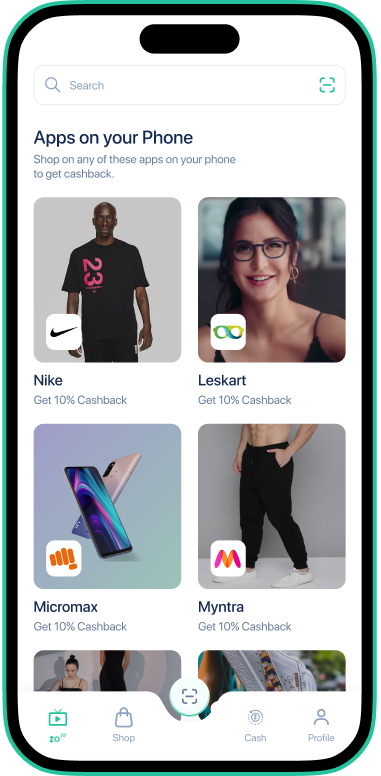 Search
Apps on your Phone
Shop on any of these apps on your phone
to get cashback.
23
Nike
Get 10% Cashback
Leskart
Get 10% Cashback
Micromax
Get 10% Cashback
Myntra
Get 10% Cashback
Shop
Cash
Profile